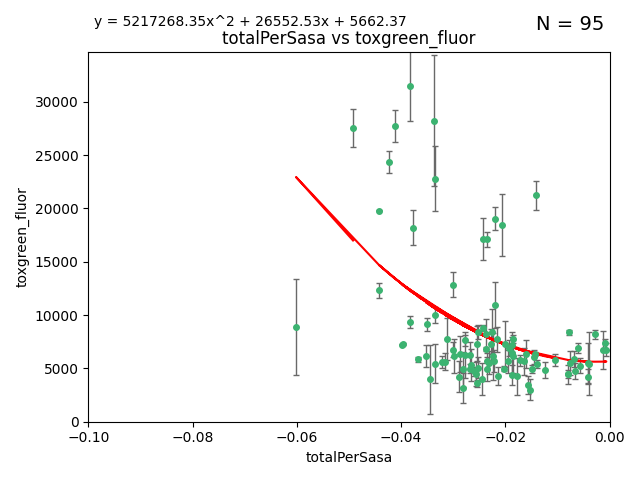 y = 5217268.35x^2 + 26552.53x + 5662.37
N = 95
totalPerSasa vs toxgreen_fluor
30000
25000
20000
15000
10000
5000
0
toxgreen_fluor
−0.10 −0.08 −0.06 −0.04 −0.02 0.00
totalPerSasa